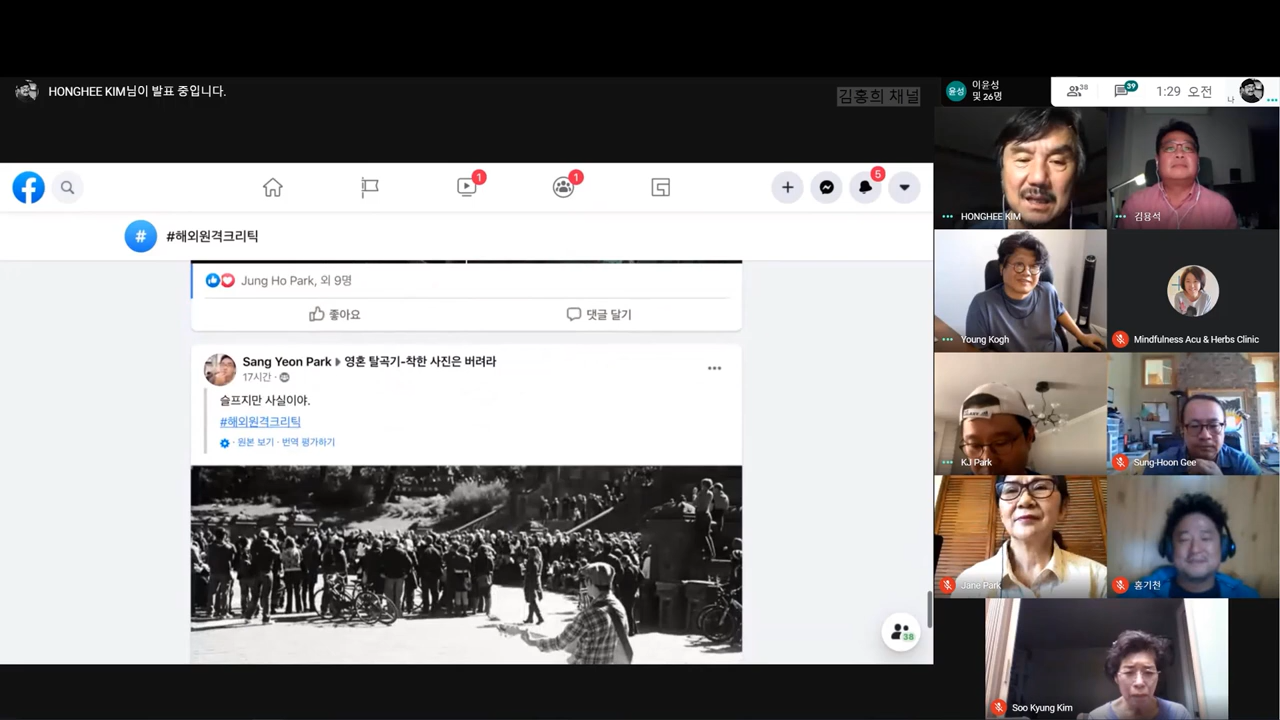 HONGHEE KIM님이 발표 중입니다.
김홍희 채널
윤성
이윤성
및 26명
38
39
1:29 오전
나
1
1
5
# #해외원격크리틱
Jung Ho Park, 외 9명
좋아요
댓글 달기
Sang Yeon Park ▶ 영혼 탈곡기-착한 사진은 버려라
17시간 ·
슬프지만 사실이야.
#해외원격크리틱
· 원본 보기 · 번역 평가하기
38
HONGHEE KIM
김용석
Young Kogh
Mindfulness Acu & Herbs Clinic
KJ Park
Sung-Hoon Gee
Jane Park
홍기천
Soo Kyung Kim